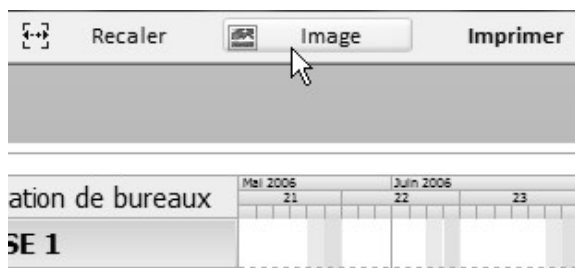 Recaler Image Imprimer
Mai 2006 Juin 2006
ation de bureaux 21 22 23
SE 1